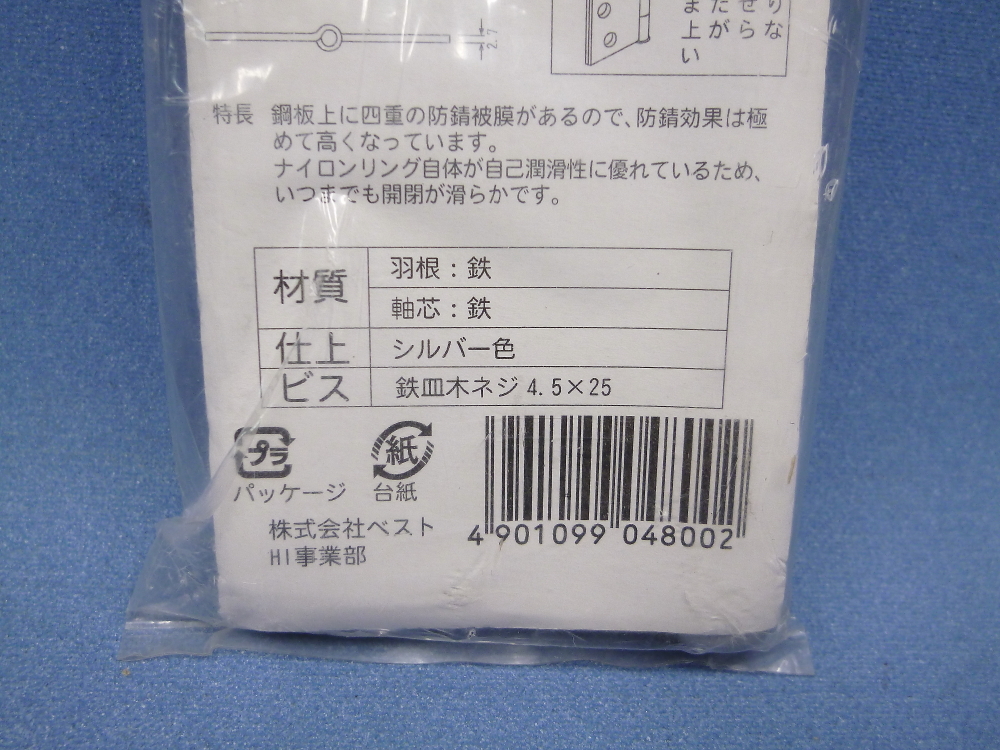 りな
せら
たが
ま上い
2.7
特長 鋼板上に四重の防錆被膜があるので、防錆効果は極
めて高くなっています。
ナイロンリング自体が自己潤滑性に優れているため、
いつまでも開閉が滑らかです。
材質 羽根：鉄
軸芯：鉄
仕上 シルバー色
ビス 鉄皿木ネジ 4.5×25
プラ 紙
パッケージ 台紙
株式会社ベスト
HI事業部
4 901099 048002